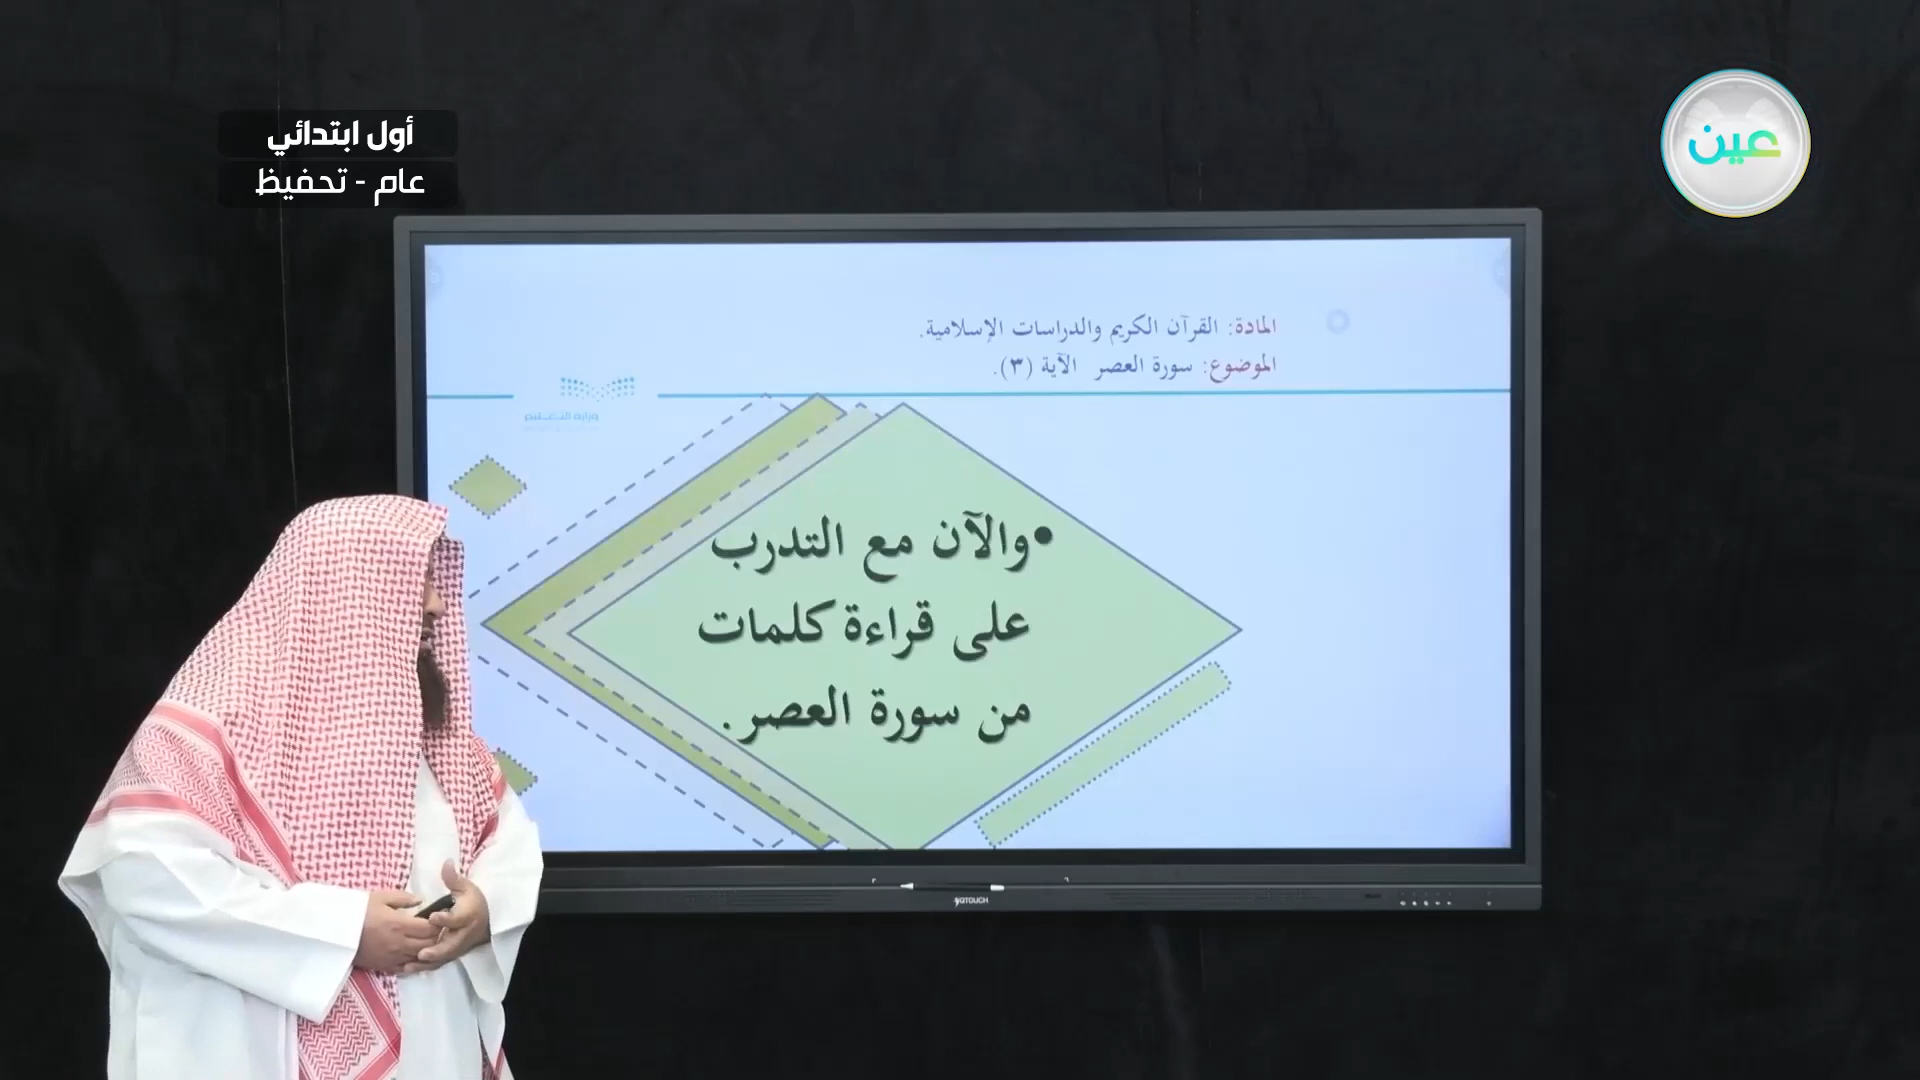 أول ابتدائي
عام - تحفيظ
عين
المادة: القرآن الكريم والدراسات الإسلامية.
الموضوع: سورة العصر الآية (٣).
وزارة التعليم
•والآن مع التدرب
على قراءة كلمات
من سورة العصر.